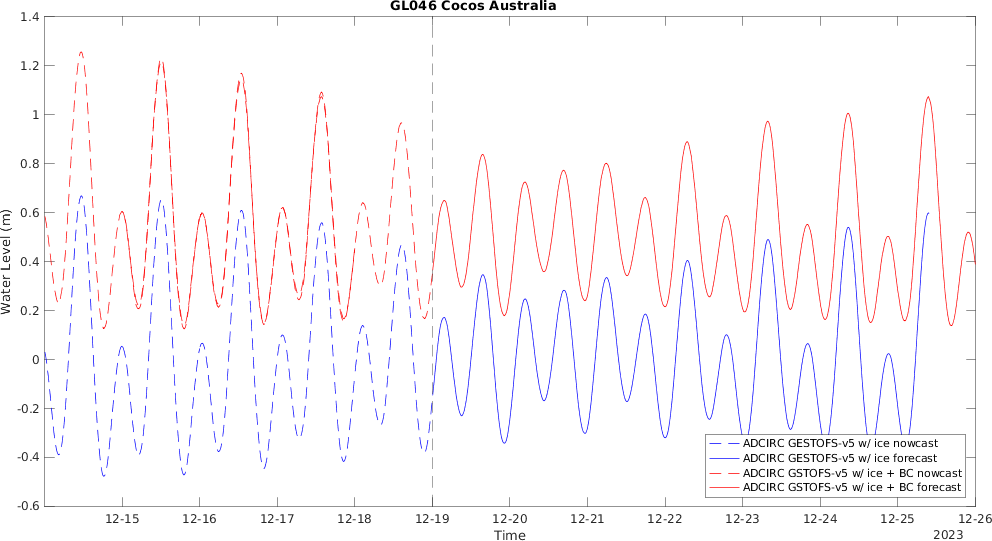 GL046 Cocos Australia
1.4
1.2
1
0.8
0.6
0.4
0.2
0
-0.2
-0.4
-0.6
Water Level (m)
ADCIRC GESTOFS-v5 w/ ice nowcast
ADCIRC GESTOFS-v5 w/ ice forecast
ADCIRC GSTOFS-v5 w/ ice + BC nowcast
ADCIRC GSTOFS-v5 w/ ice + BC forecast
12-15 12-16 12-17 12-18 12-19 12-20 12-21 12-22 12-23 12-24 12-25 12-26
Time
2023